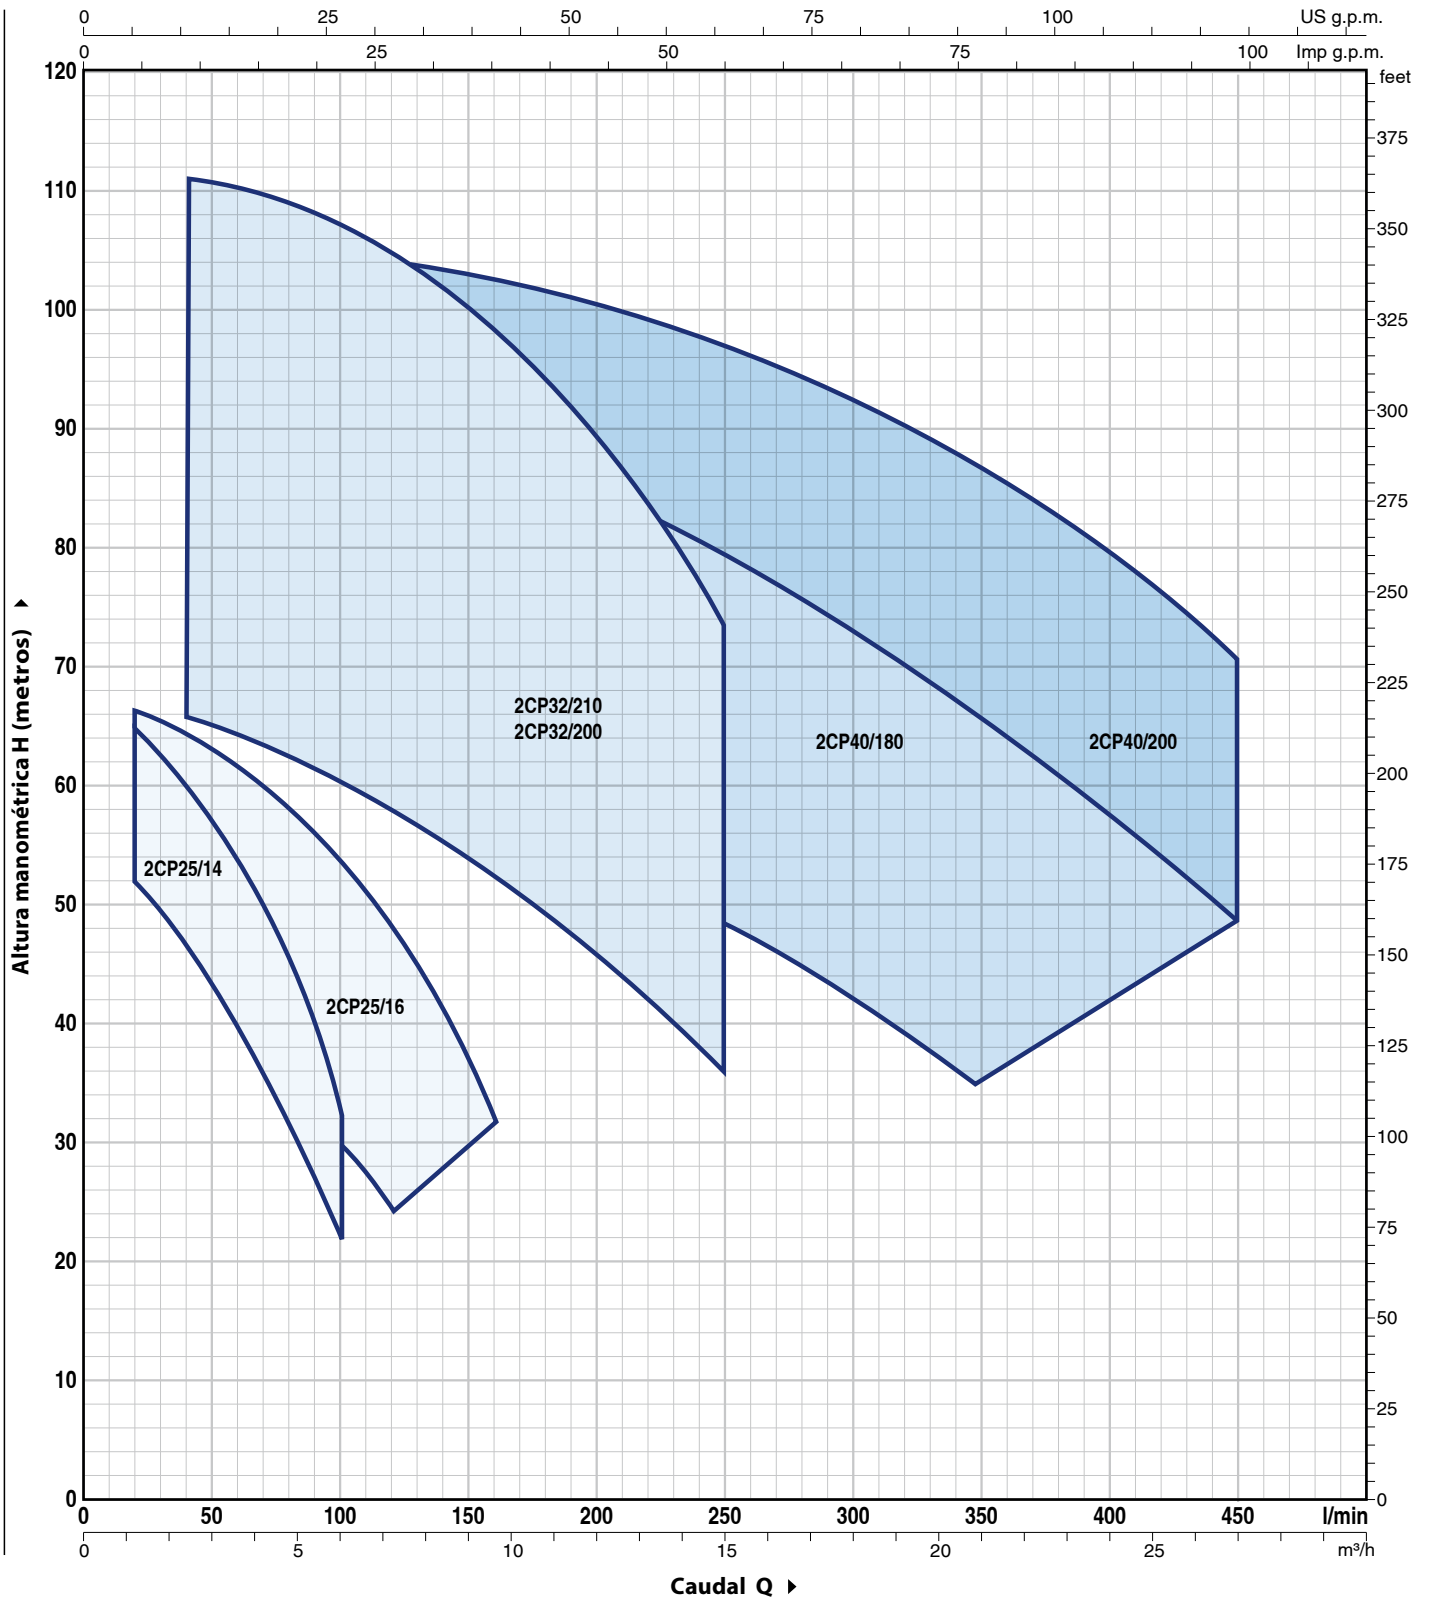 0 25 50 75 100 US g.p.m.
0 25 50 75 100 Imp g.p.m.
feet
120
110
100
90
80
70
60
50
40
30
20
10
0
375
350
325
300
275
250
225
200
175
150
125
100
75
50
25
0
Altura manométrica H (metros)
2CP32/210
2CP32/200
2CP40/180
2CP40/200
2CP25/14
2CP25/16
0 50 100 150 200 250 300 350 400 450 l/min
0 5 10 15 20 25 m³/h
Caudal Q